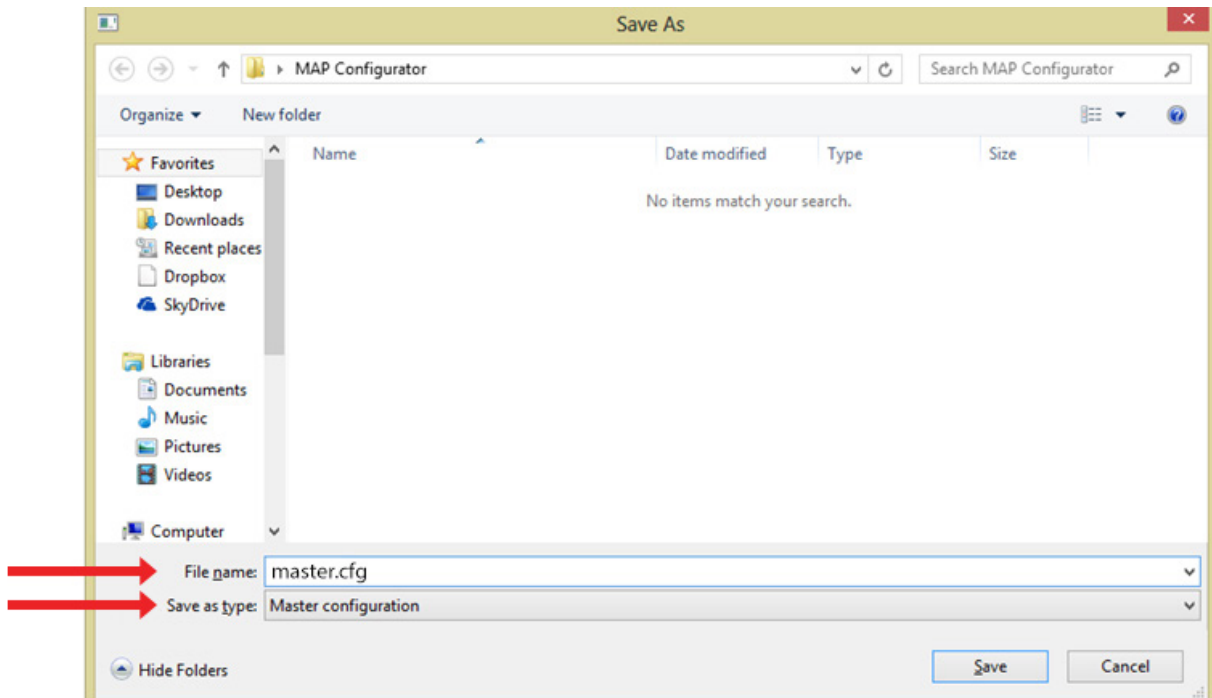 Save As
MAP Configurator
Search MAP Configurator
Organize
New folder
Name
Date modified
Type
Size
No items match your search.
Favorites
Desktop
Downloads
Recent places
Dropbox
SkyDrive
Libraries
Documents
Music
Pictures
Videos
Computer
File name: master.cfg
Save as type: Master configuration
Hide Folders
Save
Cancel